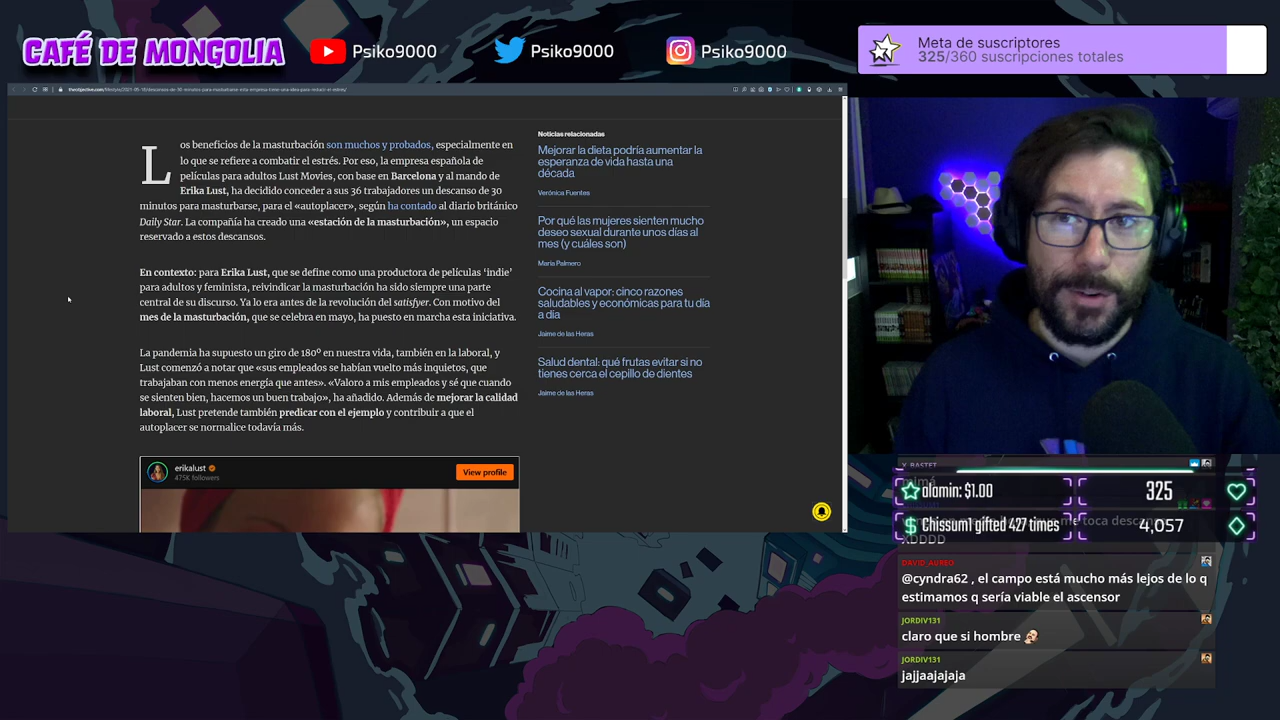 CAFÉ DE MONGOLIA
Psiko9000
Psiko9000
Psiko9000
Meta de suscriptores
325/360 suscripciones totales
Los beneficios de la masturbación son muchos y probados, especialmente en
lo que se refiere a combatir el estrés. Por eso, la empresa española de
películas para adultos Lust Movies, con base en Barcelona y al mando de
Erika Lust, ha decidido conceder a sus 36 trabajadores un descanso de 30
minutos para masturbarse, para el «autoplacer», según ha contado al diario británico
Daily Star. La compañía ha creado una «estación de la masturbación», un espacio
reservado a estos descansos.
En contexto: para Erika Lust, que se define como una productora de películas ‘indie’
para adultos y feminista, reivindicar la masturbación ha sido siempre una parte
central de su discurso. Ya lo era antes de la revolución del satisfyer. Con motivo del
mes de la masturbación, que se celebra en mayo, ha puesto en marcha esta iniciativa.
La pandemia ha supuesto un giro de 180º en nuestra vida, también en la laboral, y
Lust comenzó a notar que «sus empleados se habían vuelto más inquietos, que
trabajaban con menos energía que antes». «Valoro a mis empleados y sé que cuando
se sienten bien, hacemos un buen trabajo», ha añadido. Además de mejorar la calidad
laboral, Lust pretende también predicar con el ejemplo y contribuir a que el
autoplacer se normalice todavía más.
erikalust
475K followers
View profile
Noticias relacionadas
Mejorar la dieta podría aumentar la
esperanza de vida hasta una
década
Verónica Fuentes
Por qué las mujeres sienten mucho
deseo sexual durante unos días al
mes (y cuáles son)
María Palmero
Cocina al vapor: cinco razones
saludables y económicas para tu día
a día
Jaime de las Heras
Salud dental: qué frutas evitar si no
tienes cerca el cepillo de dientes
Jaime de las Heras
X_BASTET
mimá
alamin: $1.00
325
me toca descan
Chissum1 gifted 427 times
4,057
XDDDD
DAVID_AUREO
@cyndra62 , el campo está mucho más lejos de lo q
estimamos q sería viable el ascensor
JORDIV131
claro que si hombre
JORDIV131
jajjaajajaja